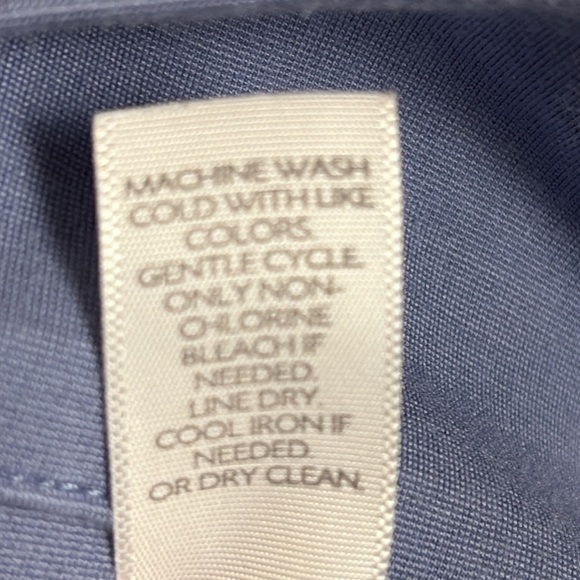 MACHINE WASH
COLD WITH LIKE
COLORS.
GENTLE CYCLE.
ONLY NON-
CHLORINE
BLEACH IF
NEEDED.
LINE DRY.
COOL IRON IF
NEEDED
OR DRY CLEAN.